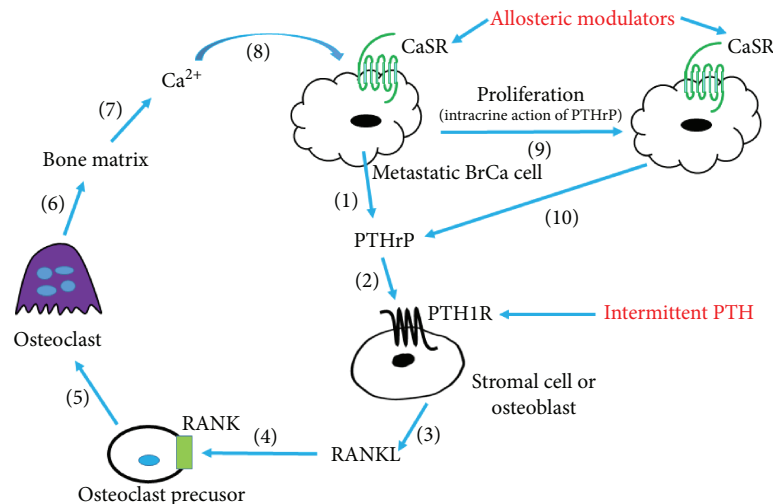 Allosteric modulators
CaSR
CaSR
(8)
Ca²⁺
(7)
Proliferation
(intracrine action of PTHrP)
(9)
Bone matrix
Metastatic BrCa cell
(1)
(6)
(10)
PTHrP
(2)
PTH1R
Intermittent PTH
Osteoclast
Stromal cell or
osteoblast
(5)
RANK
(4)
(3)
RANKL
Osteoclast precusor